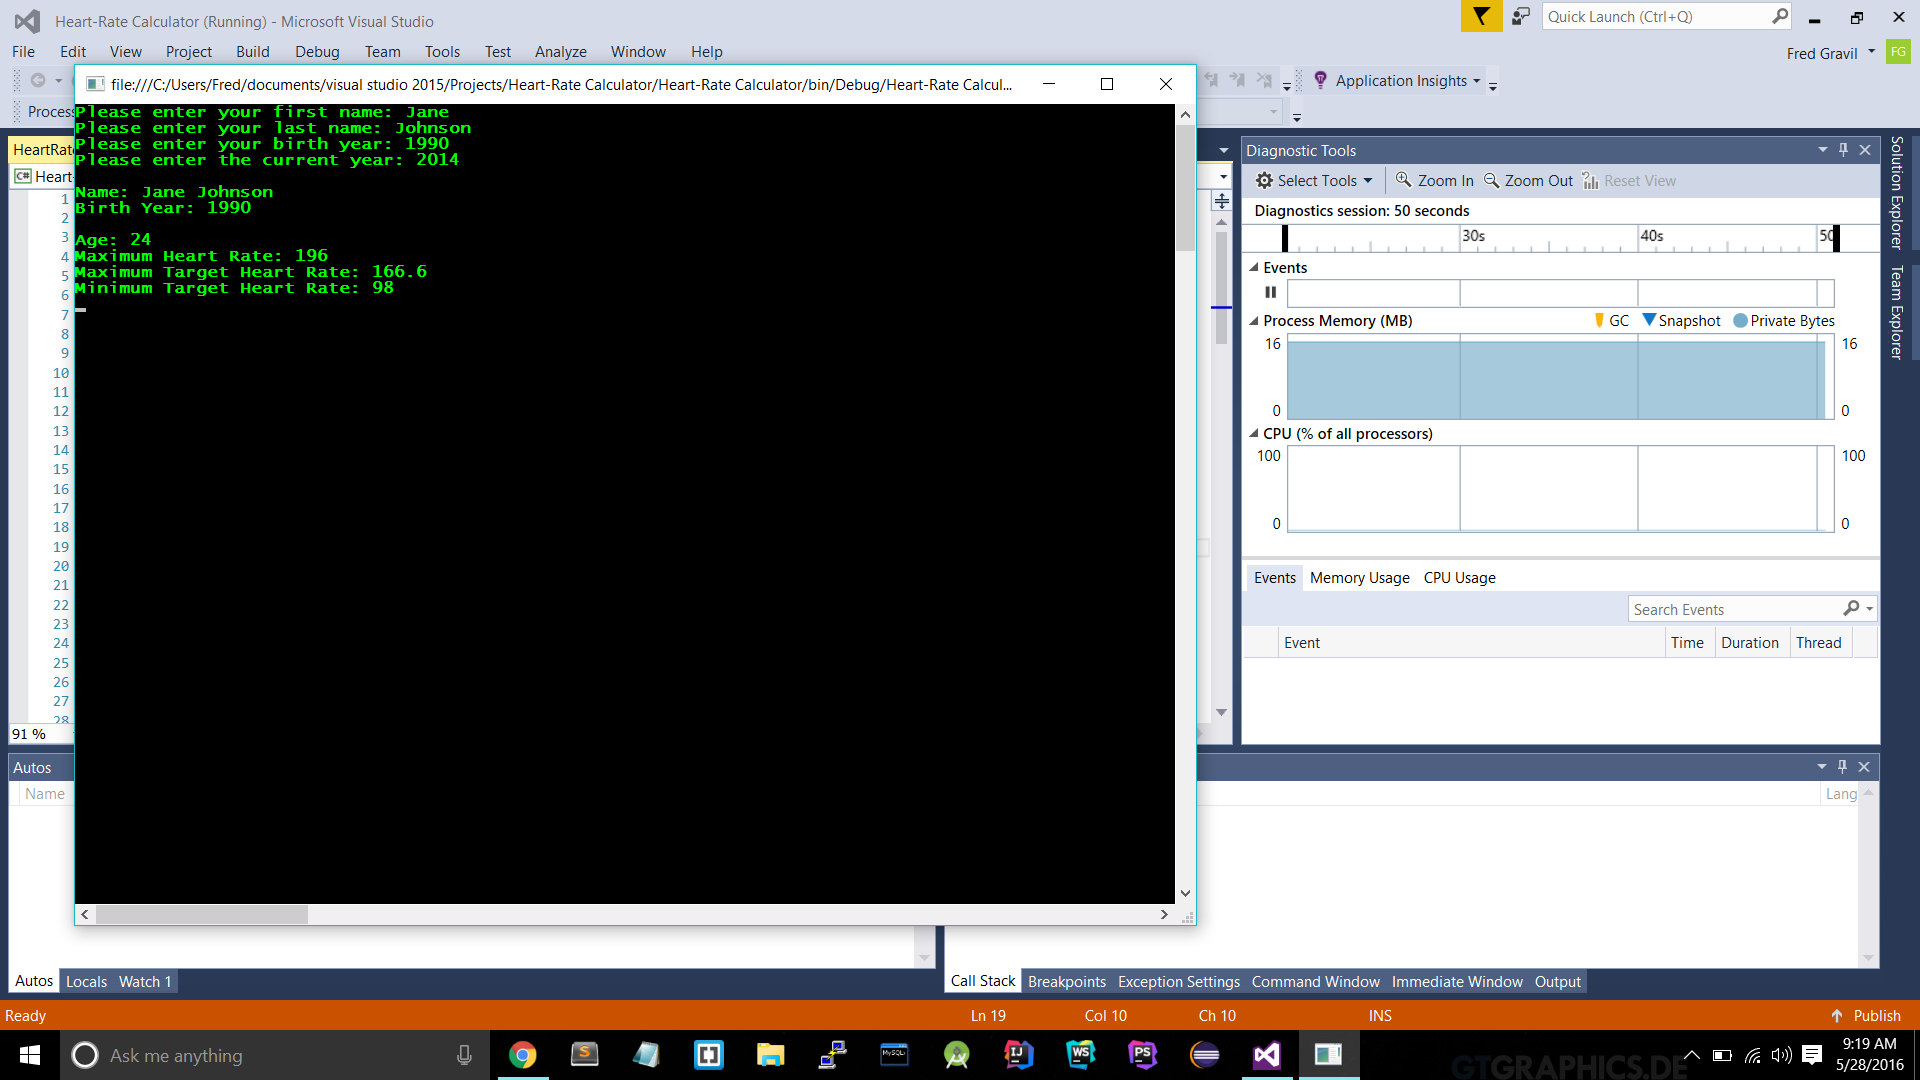 Heart-Rate Calculator (Running) - Microsoft Visual Studio
Quick Launch (Ctrl+Q)
File Edit View Project Build Debug Team Tools Test Analyze Window Help
Fred Gravil FG
file:///C:/Users/Fred/documents/visual studio 2015/Projects/Heart-Rate Calculator/Heart-Rate Calculator/bin/Debug/Heart-Rate Calcul...
Application Insights
Process
Please enter your first name: Jane
Please enter your last name: Johnson
Please enter your birth year: 1990
Please enter the current year: 2014
Name: Jane Johnson
Birth Year: 1990
Age: 24
Maximum Heart Rate: 196
Maximum Target Heart Rate: 166.6
Minimum Target Heart Rate: 98
HeartRat
C# Heart-
1
2
3
4
5
6
7
8
9
10
11
12
13
14
15
16
17
18
19
20
21
22
23
24
25
26
27
28
91 %
Diagnostic Tools
Select Tools Zoom In Zoom Out Reset View
Diagnostics session: 50 seconds
30s 40s 50
Events
Process Memory (MB) GC Snapshot Private Bytes
16 16
0 0
CPU (% of all processors)
100 100
0 0
Events Memory Usage CPU Usage
Search Events
Event Time Duration Thread
Solution Explorer
Team Explorer
Autos
Name
Lang
Autos Locals Watch 1
Call Stack Breakpoints Exception Settings Command Window Immediate Window Output
Ready Ln 19 Col 10 Ch 10 INS Publish
Ask me anything
S
MySQL
IJ
WS
PS
GTGRAPHICS.DE
9:19 AM
5/28/2016